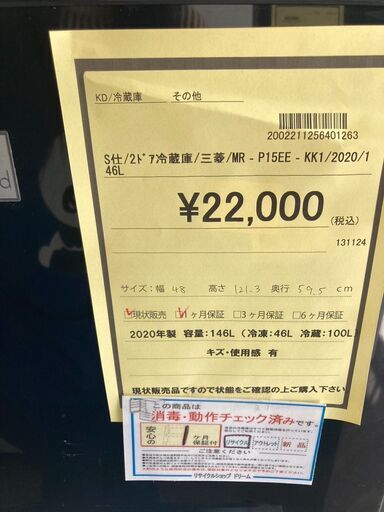 KD/冷蔵庫 その他
2002211256401263
S仕/2ドア冷蔵庫/三菱/MR - P15EE - KK1/2020/1
46L
¥22,000
(税込)
131124
サイズ:幅 48 高さ 121.3 奥行 59.5 cm
☑現状販売 ☑1ヶ月保証 □3ヶ月保証 □6ヶ月保証
2020年製 容量:146L(冷凍:46L 冷蔵:100L
キズ・使用感 有
現状販売品ですので状態をご確認の上ご購入下さい
この商品は
消毒・動作チェック済みです。
安心の 1 ヶ月保証付 リサイクル アウトレット 新品
ご注意ください
リサイクルショップ ドリーム